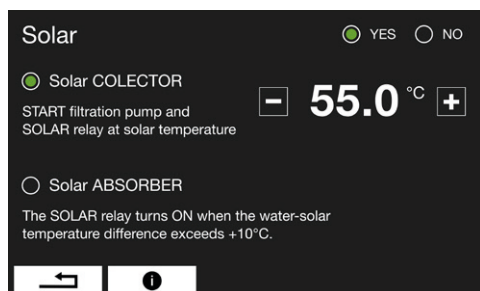 Solar YES NO
Solar COLECTOR
START filtration pump and
SOLAR relay at solar temperature
− 55.0 °C +
Solar ABSORBER
The SOLAR relay turns ON when the water-solar
temperature difference exceeds +10°C.